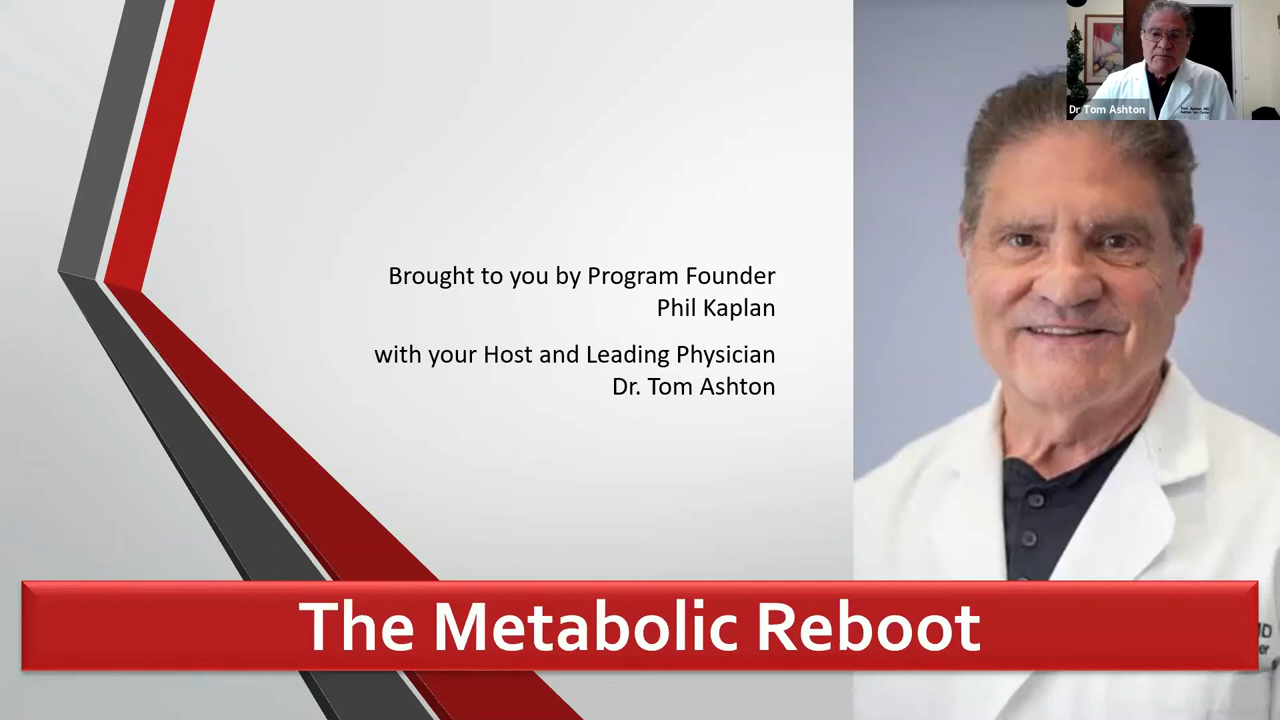 Dr Tom Ashton
Brought to you by Program Founder
Phil Kaplan
with your Host and Leading Physician
Dr. Tom Ashton
The Metabolic Reboot